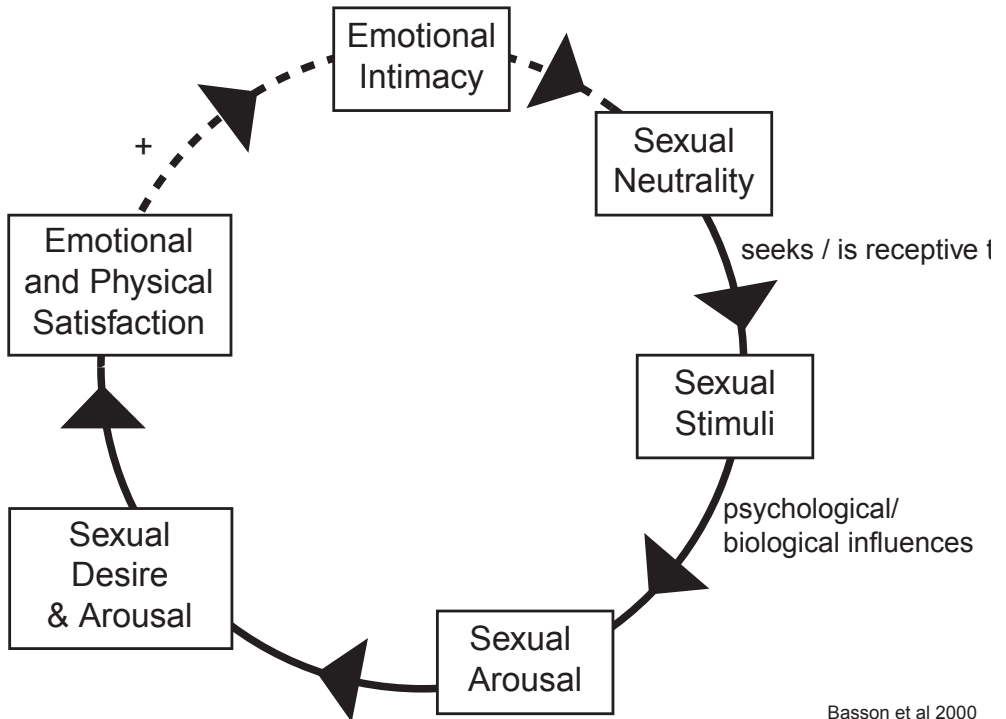 Emotional
Intimacy
Sexual
Neutrality
+
Emotional
and Physical
Satisfaction
seeks / is receptive t
Sexual
Stimuli
psychological/
biological influences
Sexual
Desire
& Arousal
Sexual
Arousal
Basson et al 2000